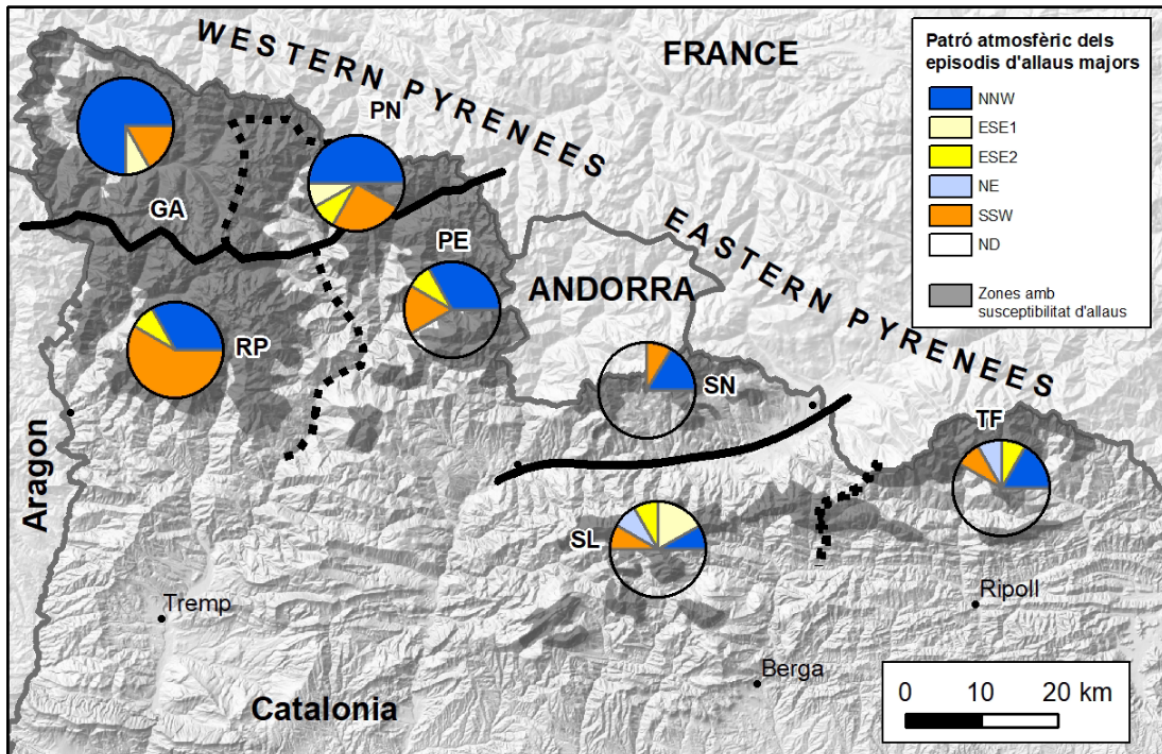 WESTERN PYRENEES
FRANCE
Patró atmosfèric dels
episodis d'allaus majors
NNW
ESE1
ESE2
NE
SSW
ND
Zones amb
susceptibilitat d'allaus
PN
GA
PE
EASTERN PYRENEES
ANDORRA
RP
SN
TF
Aragon
SL
Tremp
Ripoll
Berga
Catalonia
0 10 20 km